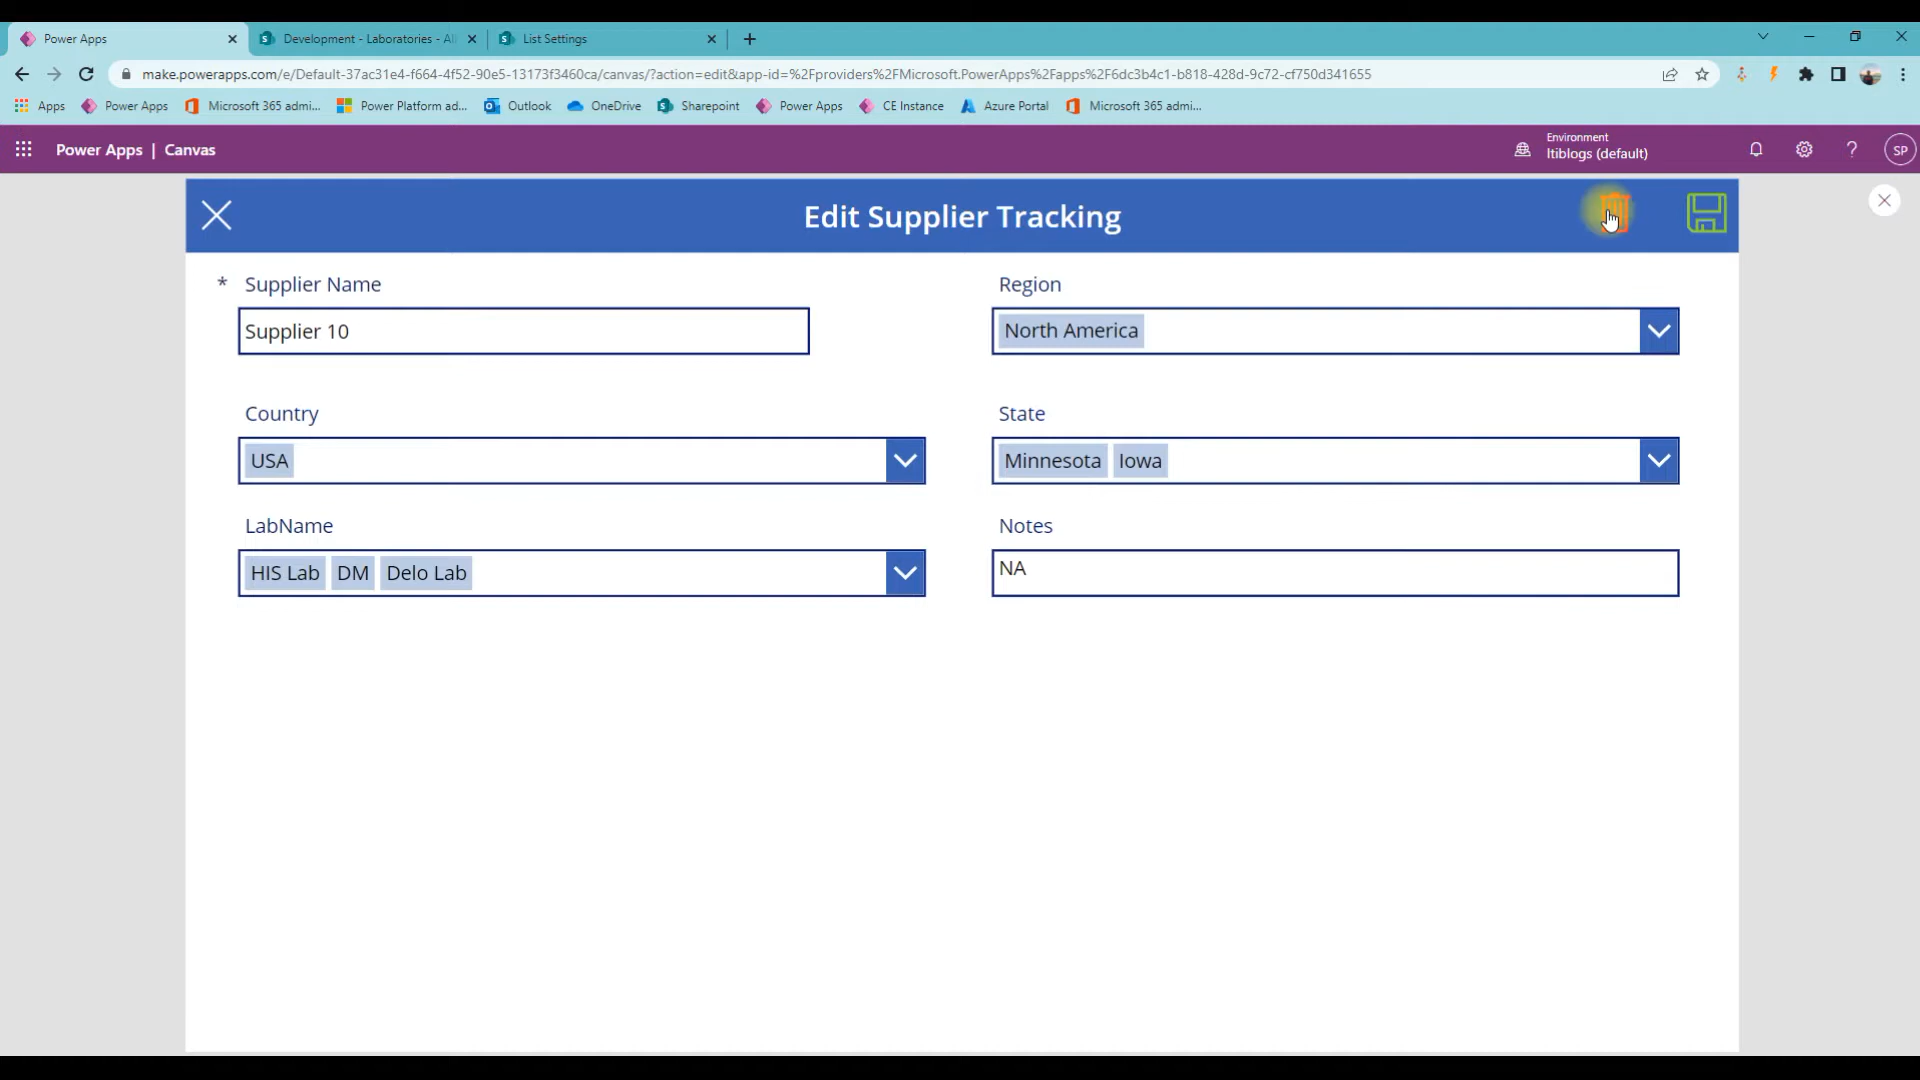 Power Apps
Development - Laboratories - Al
List Settings
make.powerapps.com/e/Default-37ac31e4-f664-4f52-90e5-13173f3460ca/canvas/?action=edit&app-id=%2Fproviders%2FMicrosoft.PowerApps%2Fapps%2F6dc3b4c1-b818-428d-9c72-cf750d341655
Apps Power Apps Microsoft 365 admi... Power Platform ad... Outlook OneDrive Sharepoint Power Apps CE Instance Azure Portal Microsoft 365 admi...
Power Apps | Canvas
Environment
ltiblogs (default)
?
SP
Edit Supplier Tracking
* Supplier Name
Supplier 10
Region
North America
Country
USA
State
Minnesota Iowa
LabName
HIS Lab DM Delo Lab
Notes
NA